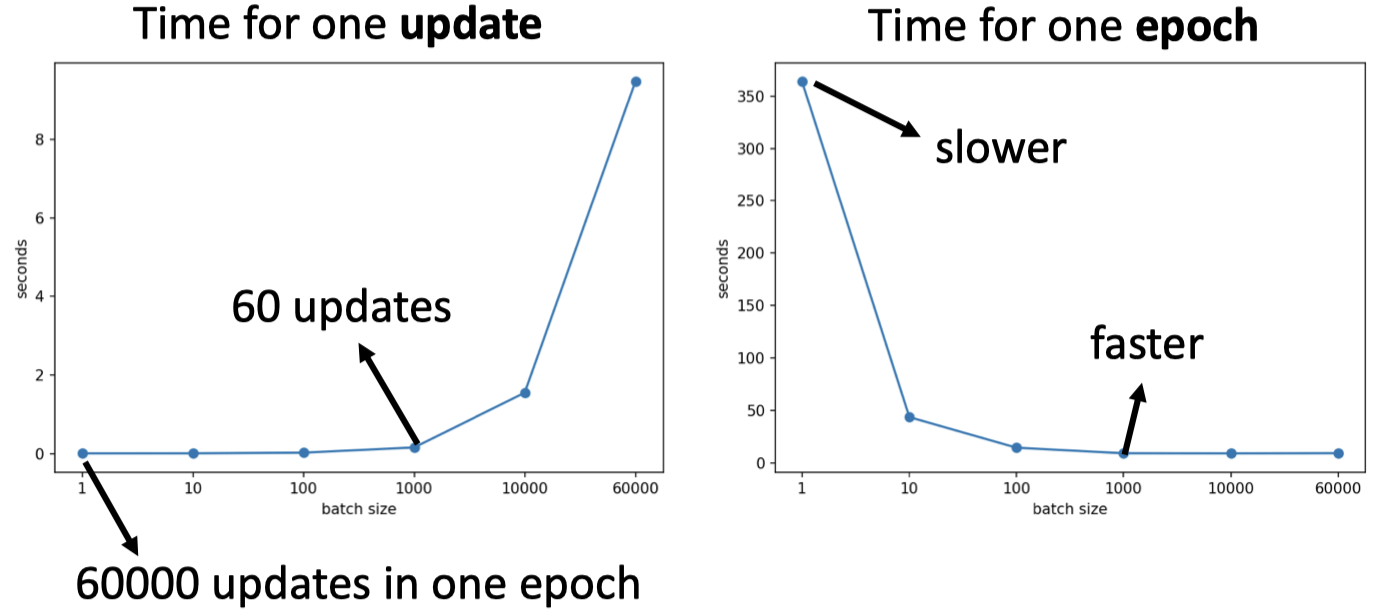 Time for one update
8
6
4
2
0
seconds
60 updates
1 10 100 1000 10000 60000
batch size
60000 updates in one epoch
Time for one epoch
350
300
250
200
150
100
50
0
seconds
slower
faster
1 10 100 1000 10000 60000
batch size